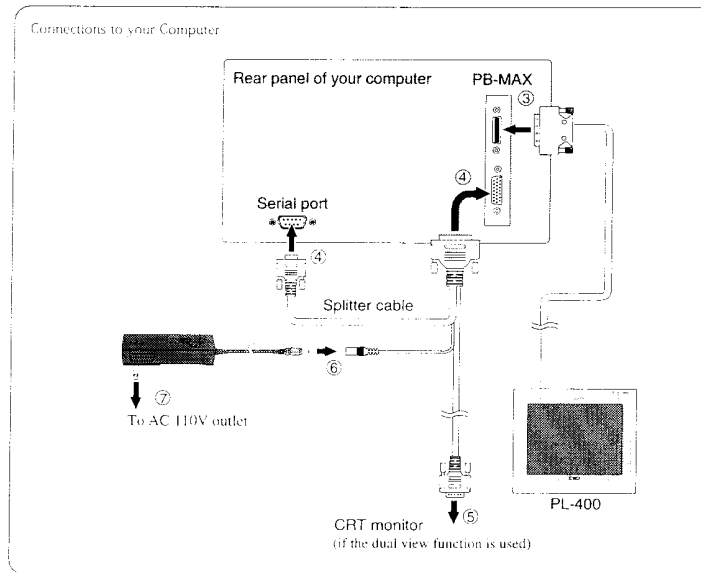 Connections to your Computer
Rear panel of your computer
PB-MAX
③
④
Serial port
④
Splitter cable
⑥
⑦
To AC 110V outlet
⑤
CRT monitor
(if the dual view function is used)
PL-400